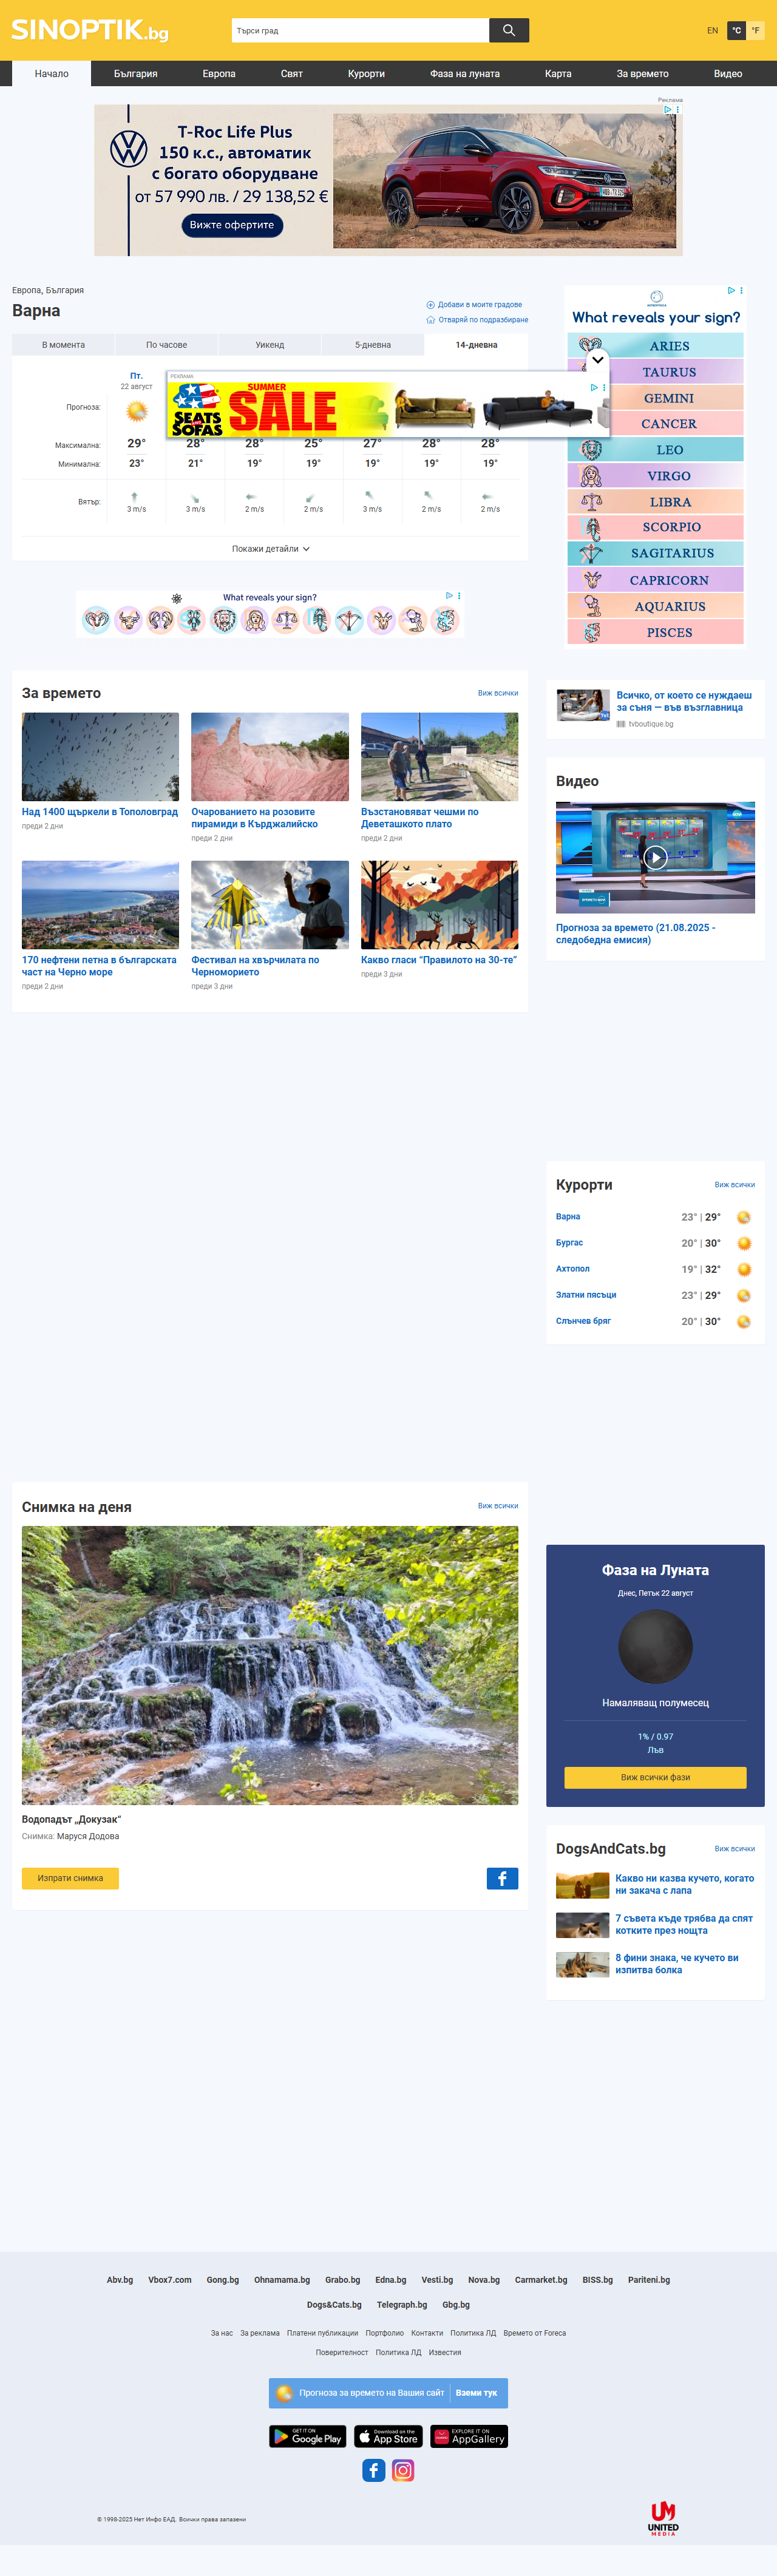 SINOPTIK.bg
Търси град
EN
°C
°F
Начало
България
Европа
Свят
Курорти
Фаза на луната
Карта
За времето
Видео
Реклама
T-Roc Life Plus
150 к.с., автоматик
с богато оборудване
от 57 990 лв. / 29 138,52 €
Вижте офертите
Европа, България
Варна
Добави в моите градове
Отваряй по подразбиране
В момента
По часове
Уикенд
5-дневна
14-дневна
Пт.
22 август
РЕКЛАМА
SEATS
AND
SOFAS
SUMMER
SALE
Прогноза:
Максимална: 29° 28° 28° 25° 27° 28° 28°
Минимална: 23° 21° 19° 19° 19° 19° 19°
Вятър: 3 m/s 3 m/s 2 m/s 2 m/s 3 m/s 2 m/s 2 m/s
Покажи детайли
What reveals your sign?
What reveals your sign?
ARIES
TAURUS
GEMINI
CANCER
LEO
VIRGO
LIBRA
SCORPIO
SAGITARIUS
CAPRICORN
AQUARIUS
PISCES
За времето
Виж всички
Над 1400 щъркели в Тополовград
преди 2 дни
Очарованието на розовите
пирамиди в Кърджалийско
преди 2 дни
Възстановяват чешми по
Деветашкото плато
преди 2 дни
170 нефтени петна в българската
част на Черно море
преди 2 дни
Фестивал на хвърчилата по
Черноморието
преди 3 дни
Какво гласи “Правилото на 30-те”
преди 3 дни
Всичко, от което се нуждаеш
за съня — във възглавница
tvboutique.bg
Видео
Прогноза за времето (21.08.2025 -
следобедна емисия)
Курорти
Виж всички
Варна 23° | 29°
Бургас 20° | 30°
Ахтопол 19° | 32°
Златни пясъци 23° | 29°
Слънчев бряг 20° | 30°
Снимка на деня
Виж всички
Водопадът „Докузак“
Снимка: Маруся Додова
Изпрати снимка
Фаза на Луната
Днес, Петък 22 август
Намаляващ полумесец
1% / 0.97
Лъв
Виж всички фази
DogsAndCats.bg
Виж всички
Какво ни казва кучето, когато
ни закача с лапа
7 съвета къде трябва да спят
котките през нощта
8 фини знака, че кучето ви
изпитва болка
Abv.bg Vbox7.com Gong.bg Ohnamama.bg Grabo.bg Edna.bg Vesti.bg Nova.bg Carmarket.bg BISS.bg Pariteni.bg
Dogs&Cats.bg Telegraph.bg Gbg.bg
За нас За реклама Платени публикации Портфолио Контакти Политика ЛД Времето от Foreca
Поверителност Политика ЛД Известия
Прогноза за времето на Вашия сайт Вземи тук
GET IT ON
Google Play
Download on the
App Store
EXPLORE IT ON
AppGallery
© 1998-2025 Нет Инфо ЕАД, Всички права запазени
UNITED
MEDIA